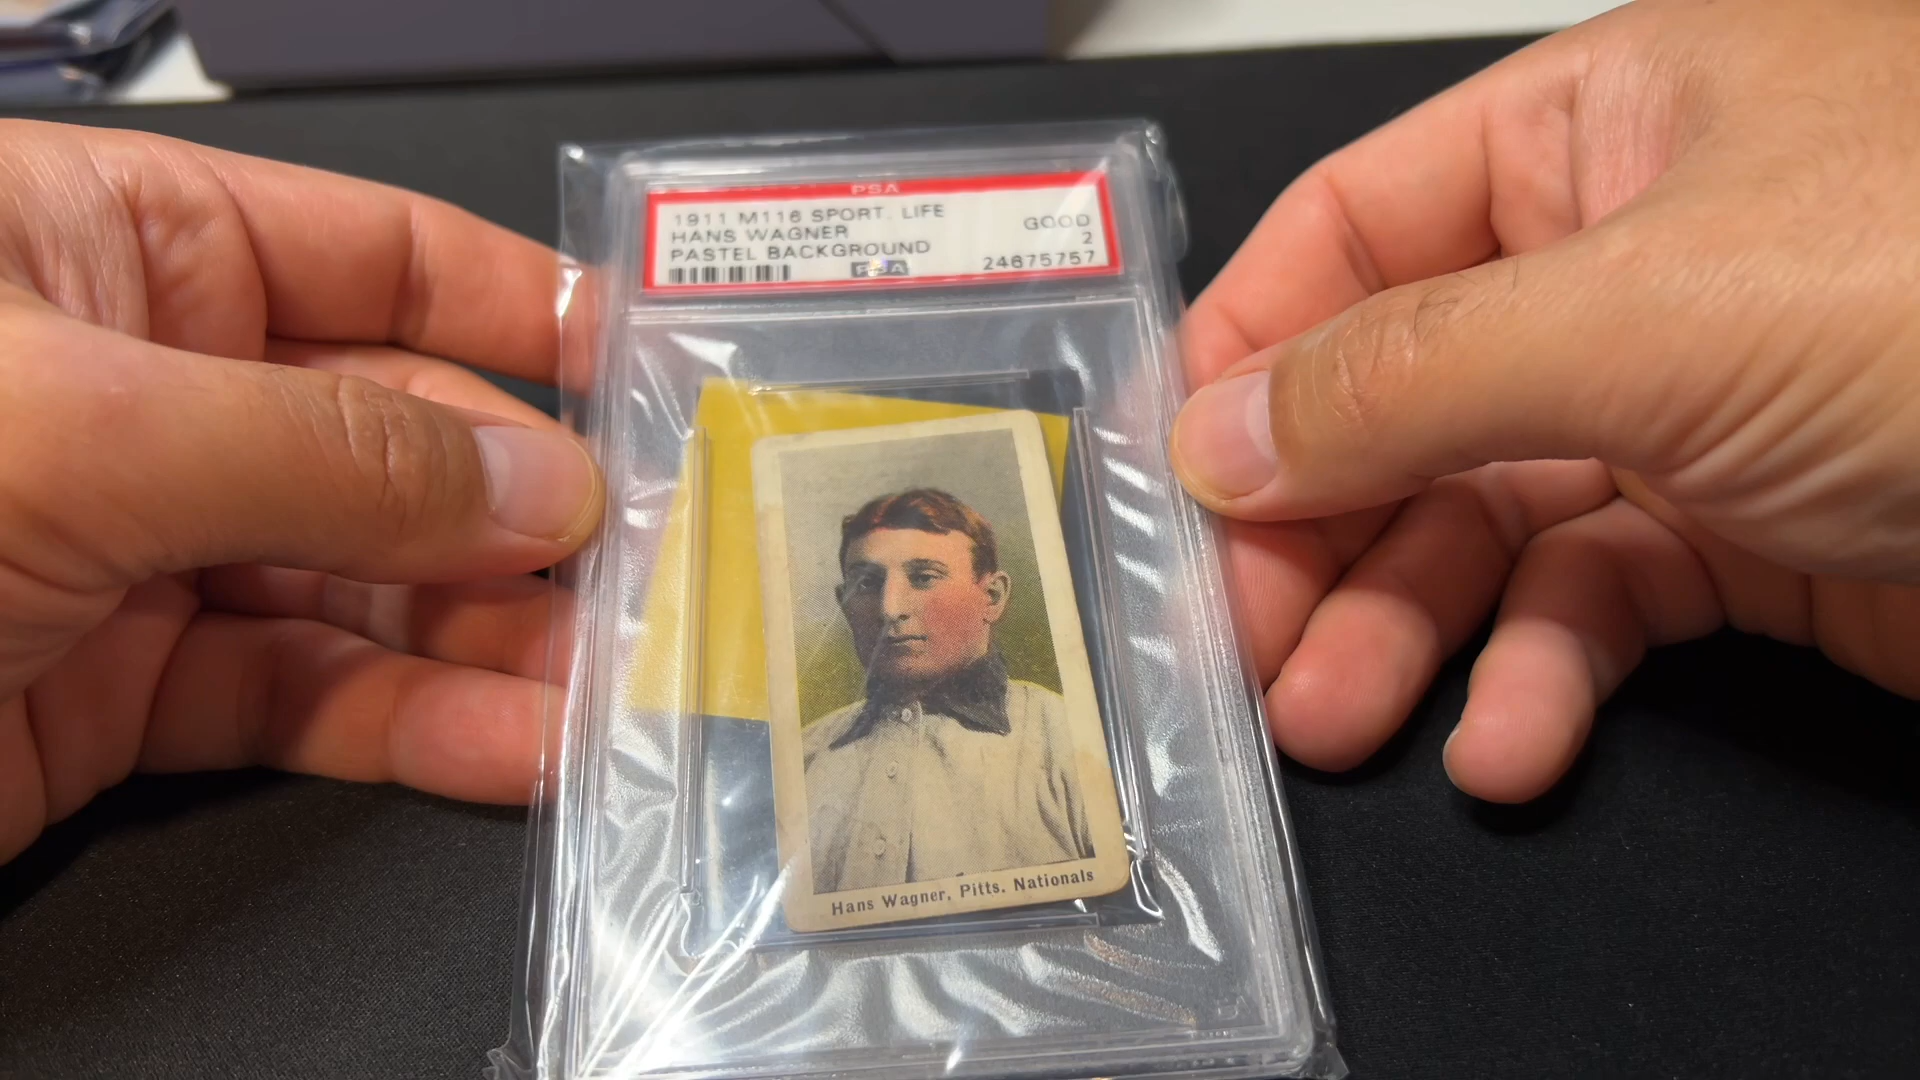 PSA
1911 M116 SPORT. LIFE
HANS WAGNER
PASTEL BACKGROUND
GOOD
2
24675757
PSA
Hans Wagner, Pitts. Nationals